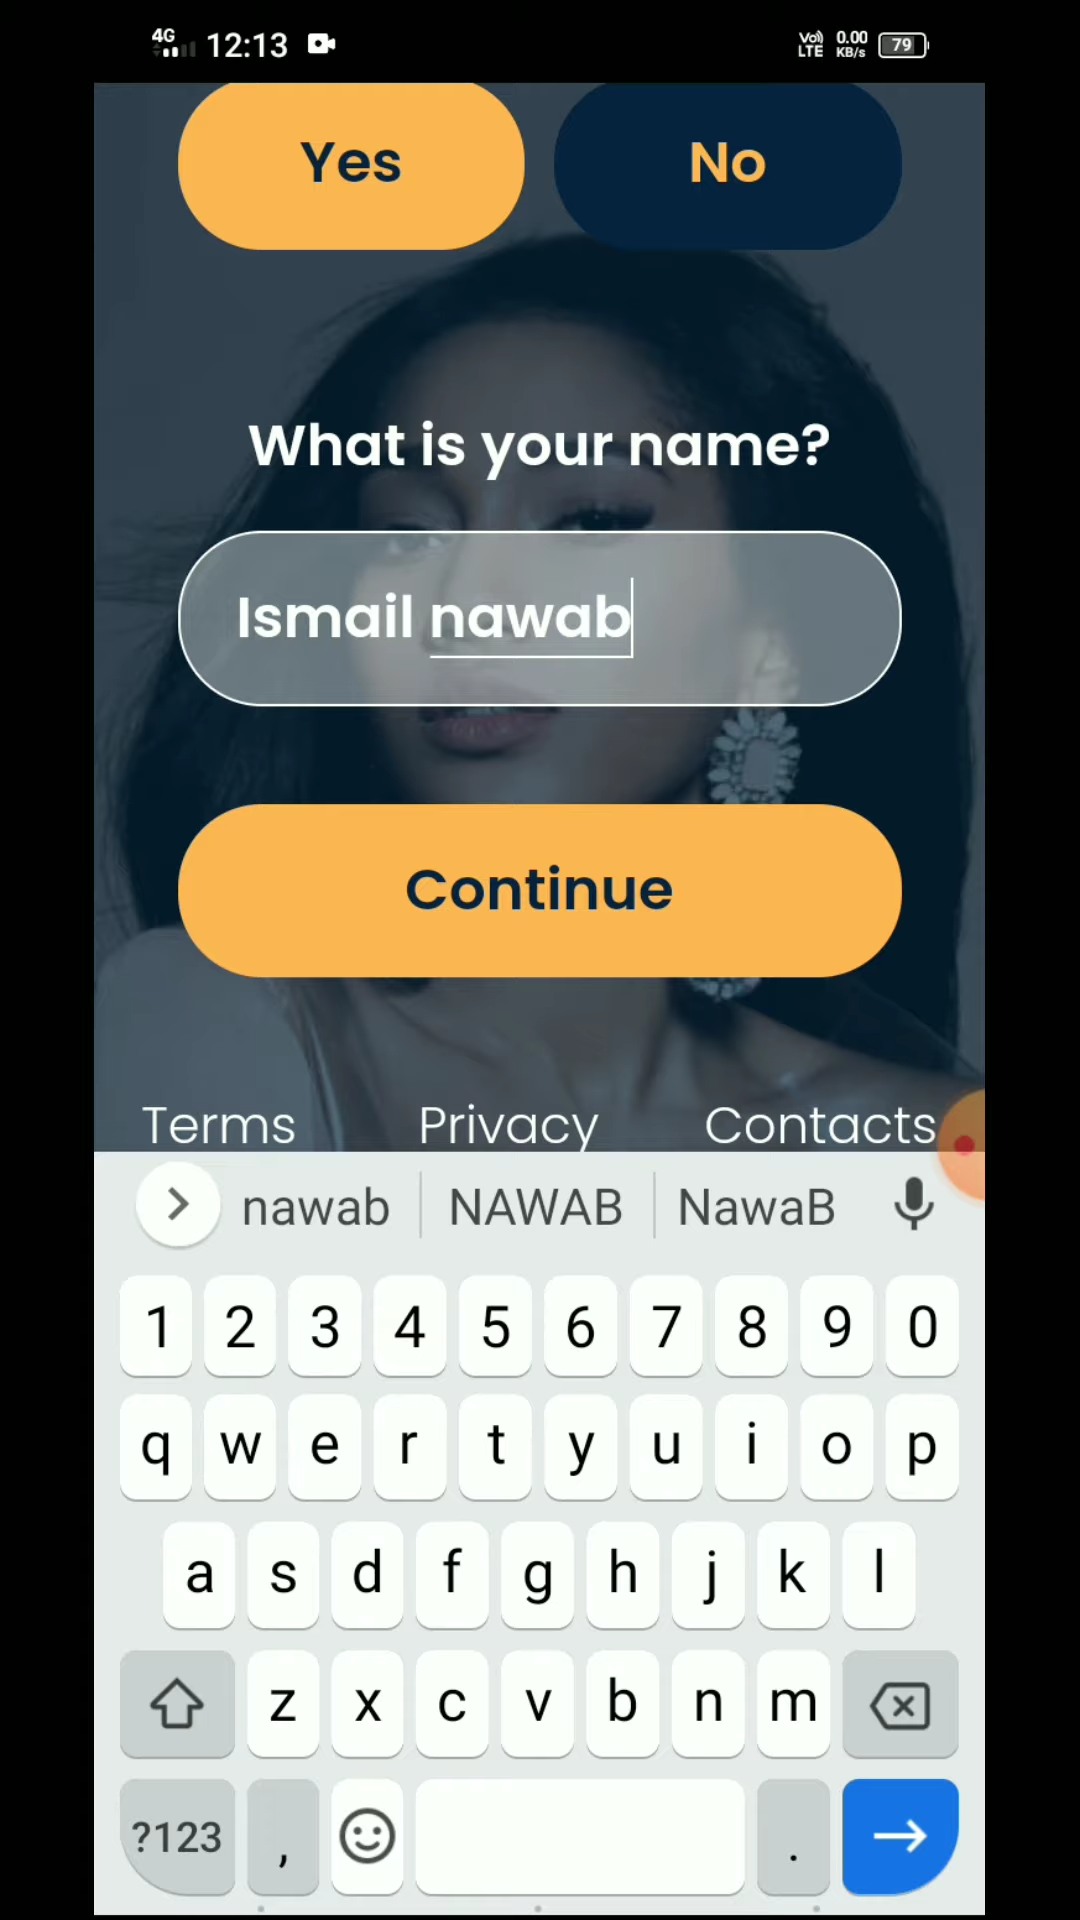 4G 12:13 Vo) LTE 0.00 KB/s 79
Yes No
What is your name?
Ismail nawab
Continue
Terms Privacy Contacts
nawab NAWAB NawaB
1 2 3 4 5 6 7 8 9 0
q w e r t y u i o p
a s d f g h j k l
z x c v b n m
?123 , .